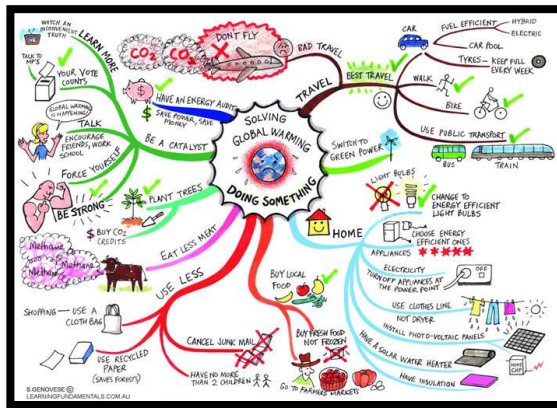 WATCH AN
INCONVENIENT
TRUTH
LEARN MORE
TALK TO
MP'S
YOUR VOTE
COUNTS
GLOBAL WARMING
IS HAPPENING
TALK
ENCOURAGE
FRIENDS, WORK
SCHOOL
FORCE YOURSELF
BE STRONG
BE A CATALYST
HAVE AN ENERGY AUDIT
SAVE POWER, SAVE
MONEY
$
CO2
CO2
DON'T FLY
BAD TRAVEL
TRAVEL
BEST TRAVEL
CAR
FUEL EFFICIENT
HYBRID
ELECTRIC
CAR POOL
TYRES - KEEP FULL
EVERY WEEK
WALK
BIKE
USE PUBLIC TRANSPORT
BUS
TRAIN
SOLVING
GLOBAL WARMING
DOING SOMETHING
SWITCH TO
GREEN POWER
PLANT TREES
$ BUY CO2
CREDITS
EAT LESS MEAT
Methane
Methane
Methane
USE LESS
SHOPPING - USE A
CLOTH BAG
USE RECYCLED
PAPER
(SAVES FORESTS)
CANCEL JUNK MAIL
HAVE NO MORE
THAN 2 CHILDREN
BUY LOCAL
FOOD
BUY FRESH FOOD
NOT FROZEN
GO TO FARMERS MARKETS
HOME
LIGHT BULBS
CHANGE TO
ENERGY EFFICIENT
LIGHT BULBS
APPLIANCES
CHOOSE ENERGY
EFFICIENT ONES
ELECTRICITY
TURN OFF APPLIANCES AT
THE POWER POINT
OFF
USE CLOTHES LINE
NOT DRYER
INSTALL PHOTO-VOLTAIC PANELS
HAVE A SOLAR WATER HEATER
HAVE INSULATION
S.GENOVESE ©
LEARNINGFUNDAMENTALS.COM.AU